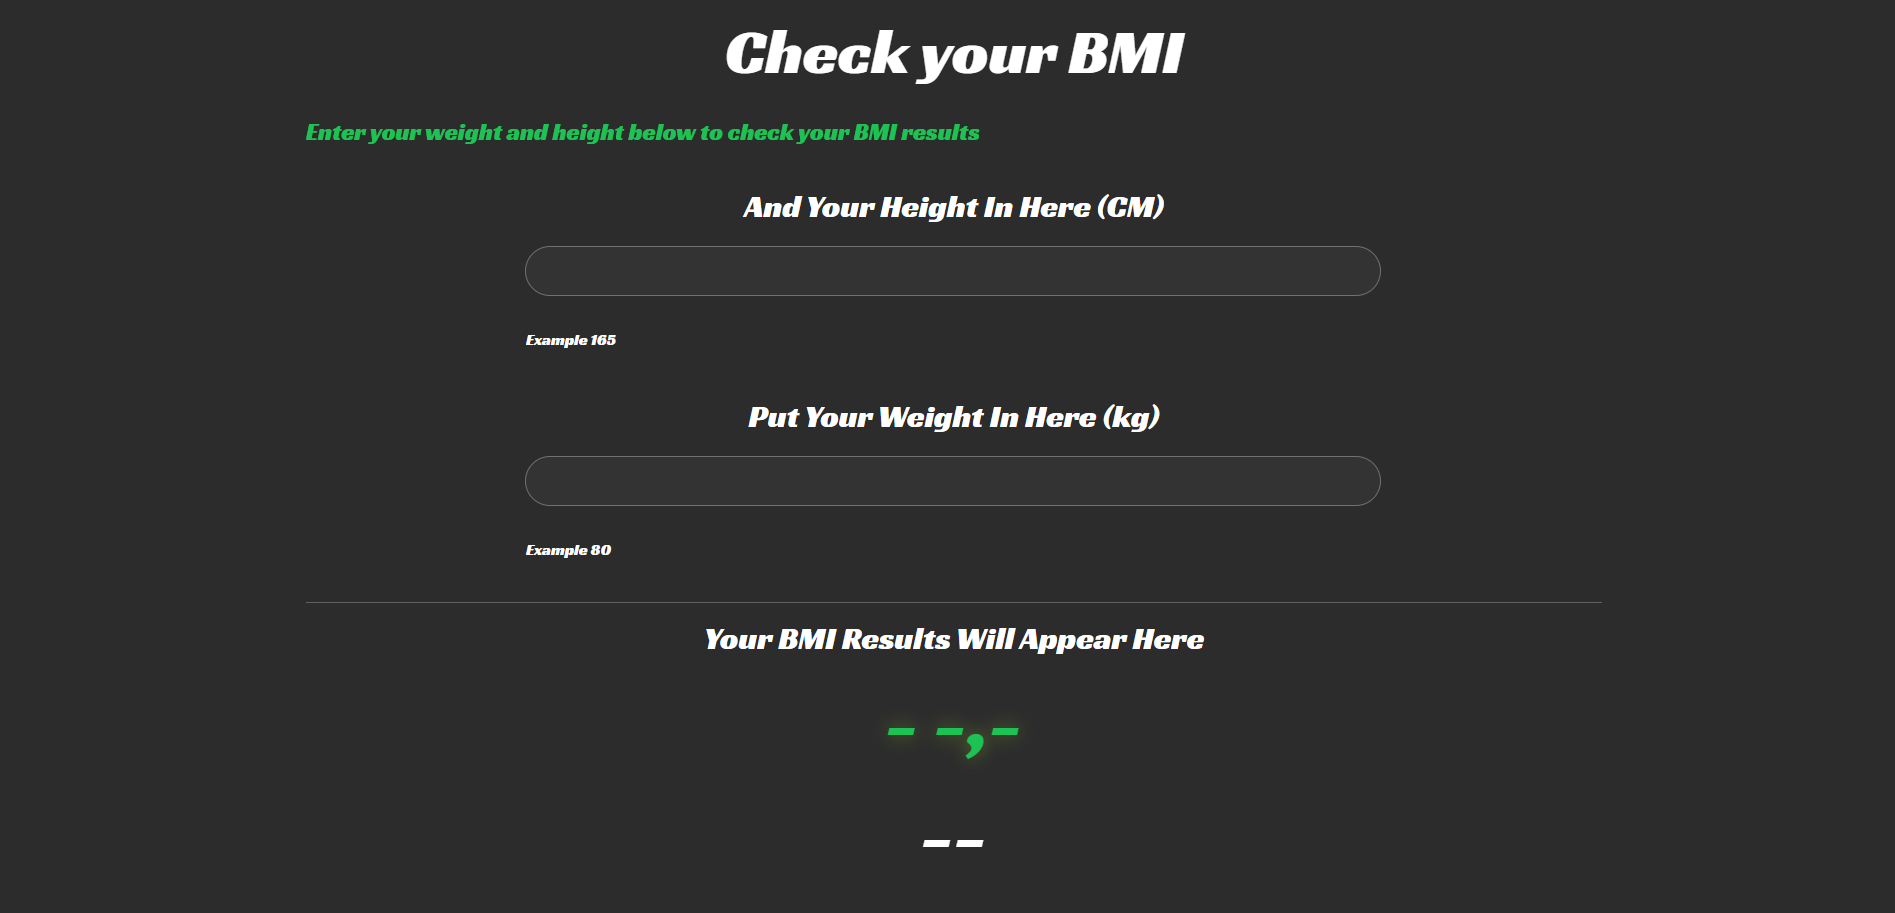 Check your BMI
Enter your weight and height below to check your BMI results
And Your Height In Here (CM)
Example 165
Put Your Weight In Here (kg)
Example 80
Your BMI Results Will Appear Here
- -,-
--